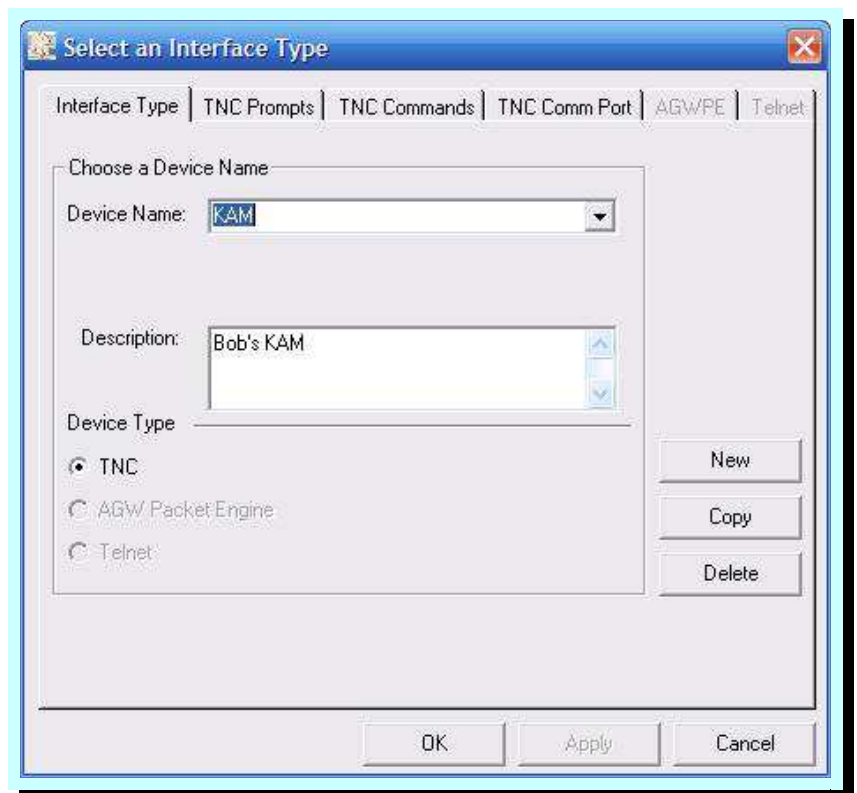 Select an Interface Type
Interface Type TNC Prompts TNC Commands TNC Comm Port AGWPE Telnet
Choose a Device Name
Device Name: KAM
Description: Bob's KAM
Device Type
TNC
AGW Packet Engine
Telnet
New
Copy
Delete
OK Apply Cancel